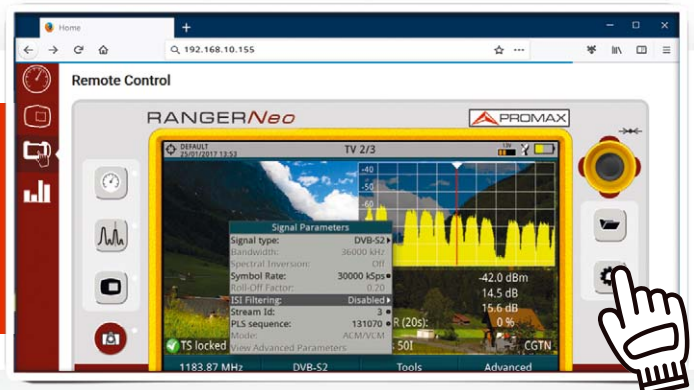 Home
192.168.10.155
Remote Control
RANGERNeo
PROMAX
DEFAULT
25/01/2017 13:53
TV 2/3
13V
-40
-50
-60
Signal Parameters
Signal type: DVB-S2
Bandwidth: 36000 kHz
Spectral Inversion: Off
Symbol Rate: 30000 kSps
Roll-Off Factor: 0.20
ISI Filtering: Disabled
Stream Id: 3
PLS sequence: 131070
Mode: ACM/VCM
View Advanced Parameters
-42.0 dBm
14.5 dB
15.6 dB
R (20s): 0 %
TS locked
: 501
CGTN
1183.87 MHz DVB-S2 Tools Advanced